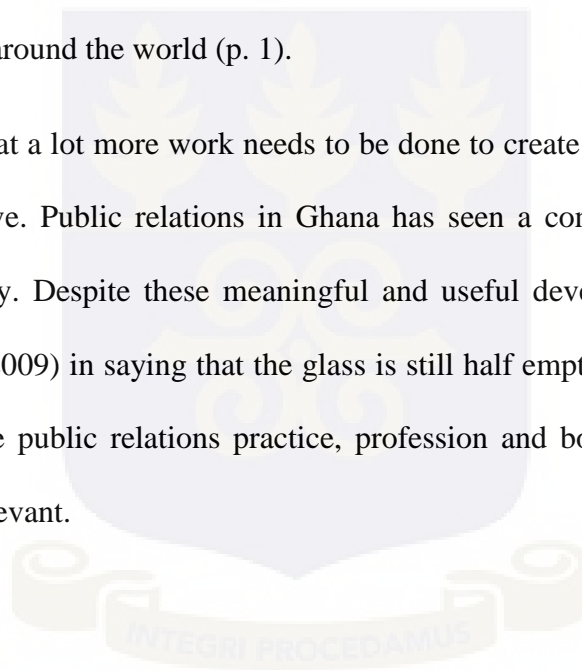 around the world (p. 1).
at a lot more work needs to be done to create
ve. Public relations in Ghana has seen a con
y. Despite these meaningful and useful deve
009) in saying that the glass is still half empt
e public relations practice, profession and bo
evant.
INTEGRI PROCEDAMUS